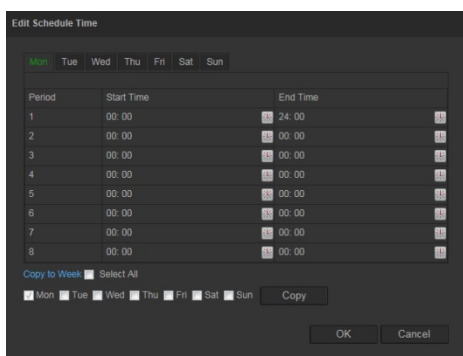 Edit Schedule Time
Mon Tue Wed Thu Fri Sat Sun
Period Start Time End Time
1 00: 00 24: 00
2 00: 00 00: 00
3 00: 00 00: 00
4 00: 00 00: 00
5 00: 00 00: 00
6 00: 00 00: 00
7 00: 00 00: 00
8 00: 00 00: 00
Copy to Week Select All
Mon Tue Wed Thu Fri Sat Sun Copy
OK Cancel